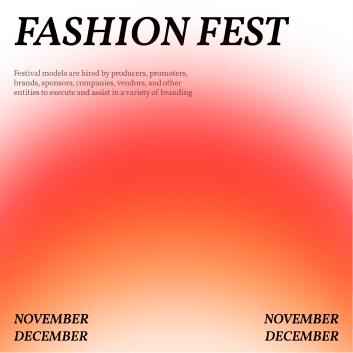 FASHION FEST
Festival models are hired by producers, promoters,
brands, sponsors, companies, vendors, and other
entities to execute and assist in a variety of branding
NOVEMBER
DECEMBER
NOVEMBER
DECEMBER